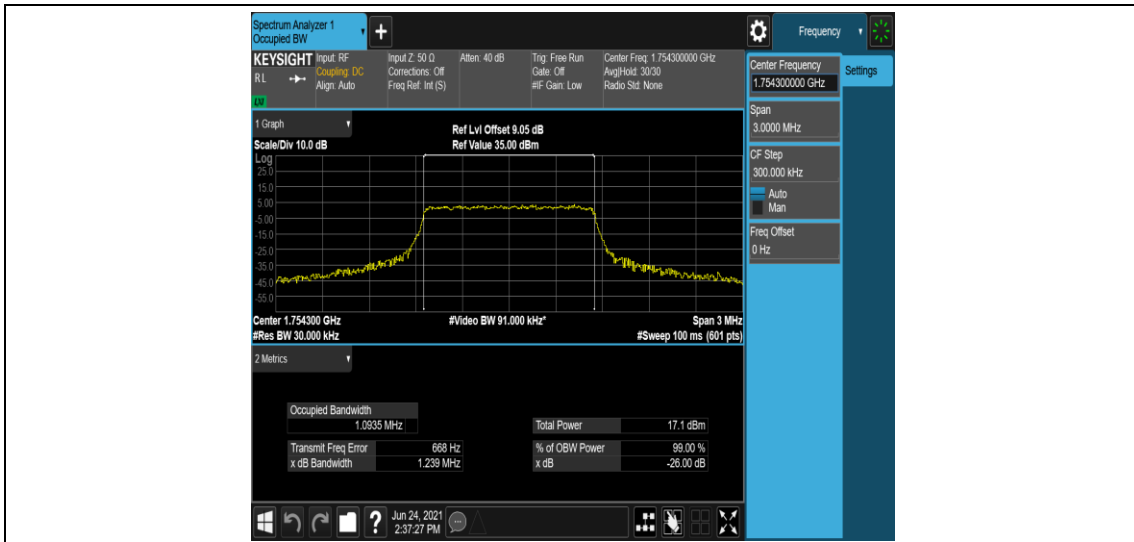 Spectrum Analyzer 1
Occupied BW
+
Frequency
KEYSIGHT
RL
Input: RF
Coupling: DC
Align: Auto
Input Z: 50 Ω
Corrections: Off
Freq Ref: Int (S)
Atten: 40 dB
Trig: Free Run
Gate: Off
#IF Gain: Low
Center Freq: 1.754300000 GHz
Avg|Hold: 30/30
Radio Std: None
Center Frequency
1.754300000 GHz
Settings
Span
3.0000 MHz
CF Step
300.000 kHz
Auto
Man
Freq Offset
0 Hz
1 Graph
Scale/Div 10.0 dB
Ref Lvl Offset 9.05 dB
Ref Value 35.00 dBm
Log
25.0
15.0
5.00
-5.00
-15.0
-25.0
-35.0
-45.0
-55.0
Center 1.754300 GHz
#Res BW 30.000 kHz
#Video BW 91.000 kHz*
Span 3 MHz
#Sweep 100 ms (601 pts)
2 Metrics
Occupied Bandwidth
1.0935 MHz
Transmit Freq Error 668 Hz
x dB Bandwidth 1.239 MHz
Total Power 17.1 dBm
% of OBW Power 99.00 %
x dB -26.00 dB
?
Jun 24, 2021
2:37:27 PM